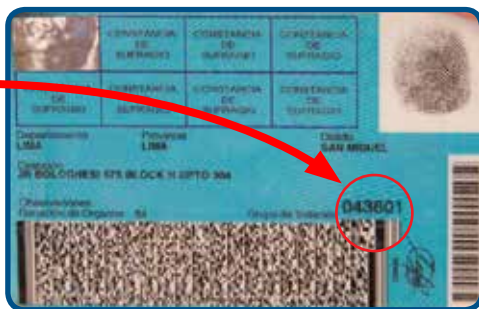 CONSTANCIA DE SUFRAGIO CONSTANCIA DE SUFRAGIO CONSTANCIA DE SUFRAGIO
CONSTANCIA DE SUFRAGIO CONSTANCIA DE SUFRAGIO CONSTANCIA DE SUFRAGIO CONSTANCIA DE SUFRAGIO
Departamento Provincia Distrito
LIMA LIMA SAN MIGUEL
JR BOLOGNESI 575 BLOCK H DPTO 304
Observaciones
Donación de Órganos Grupo de Votación 043601